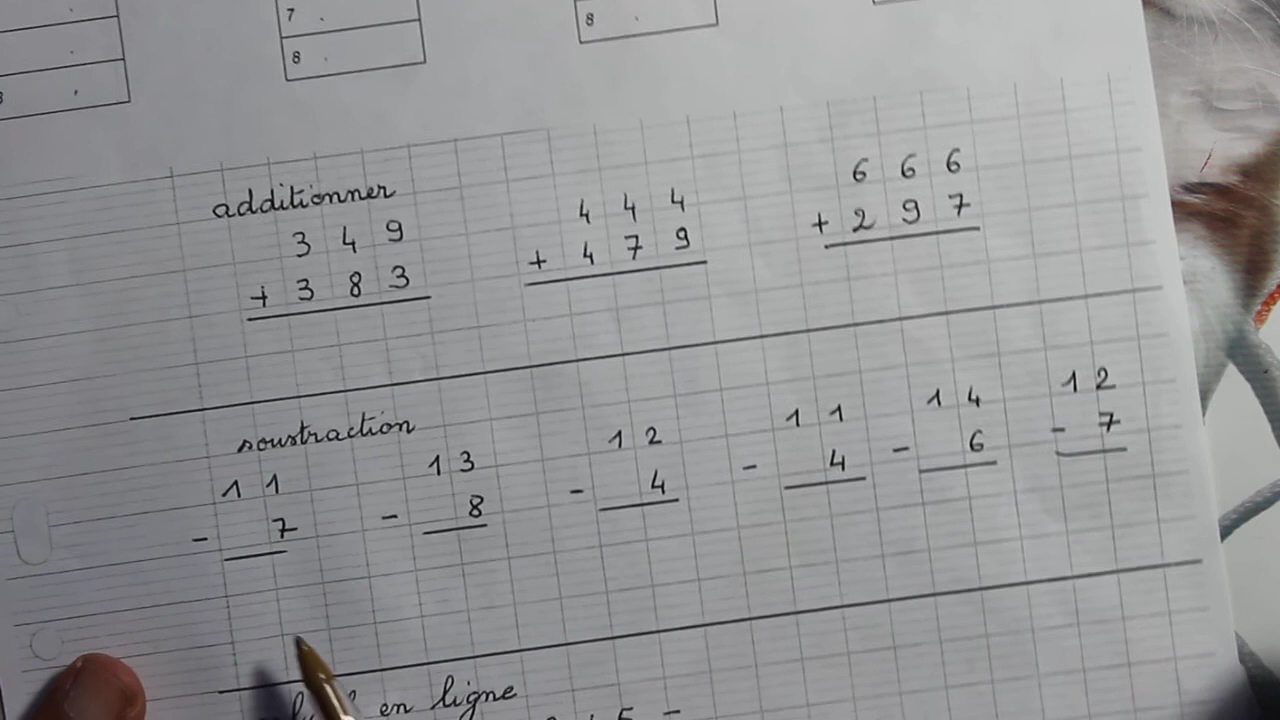 7 .
8 .
8 .
additionner
3 4 9
+ 3 8 3
4 4 4
+ 4 7 9
6 6 6
+ 2 9 7
soustraction
1 1
- 7
1 3
- 8
1 2
- 4
1 1
- 4
1 4
- 6
1 2
- 7
en ligne